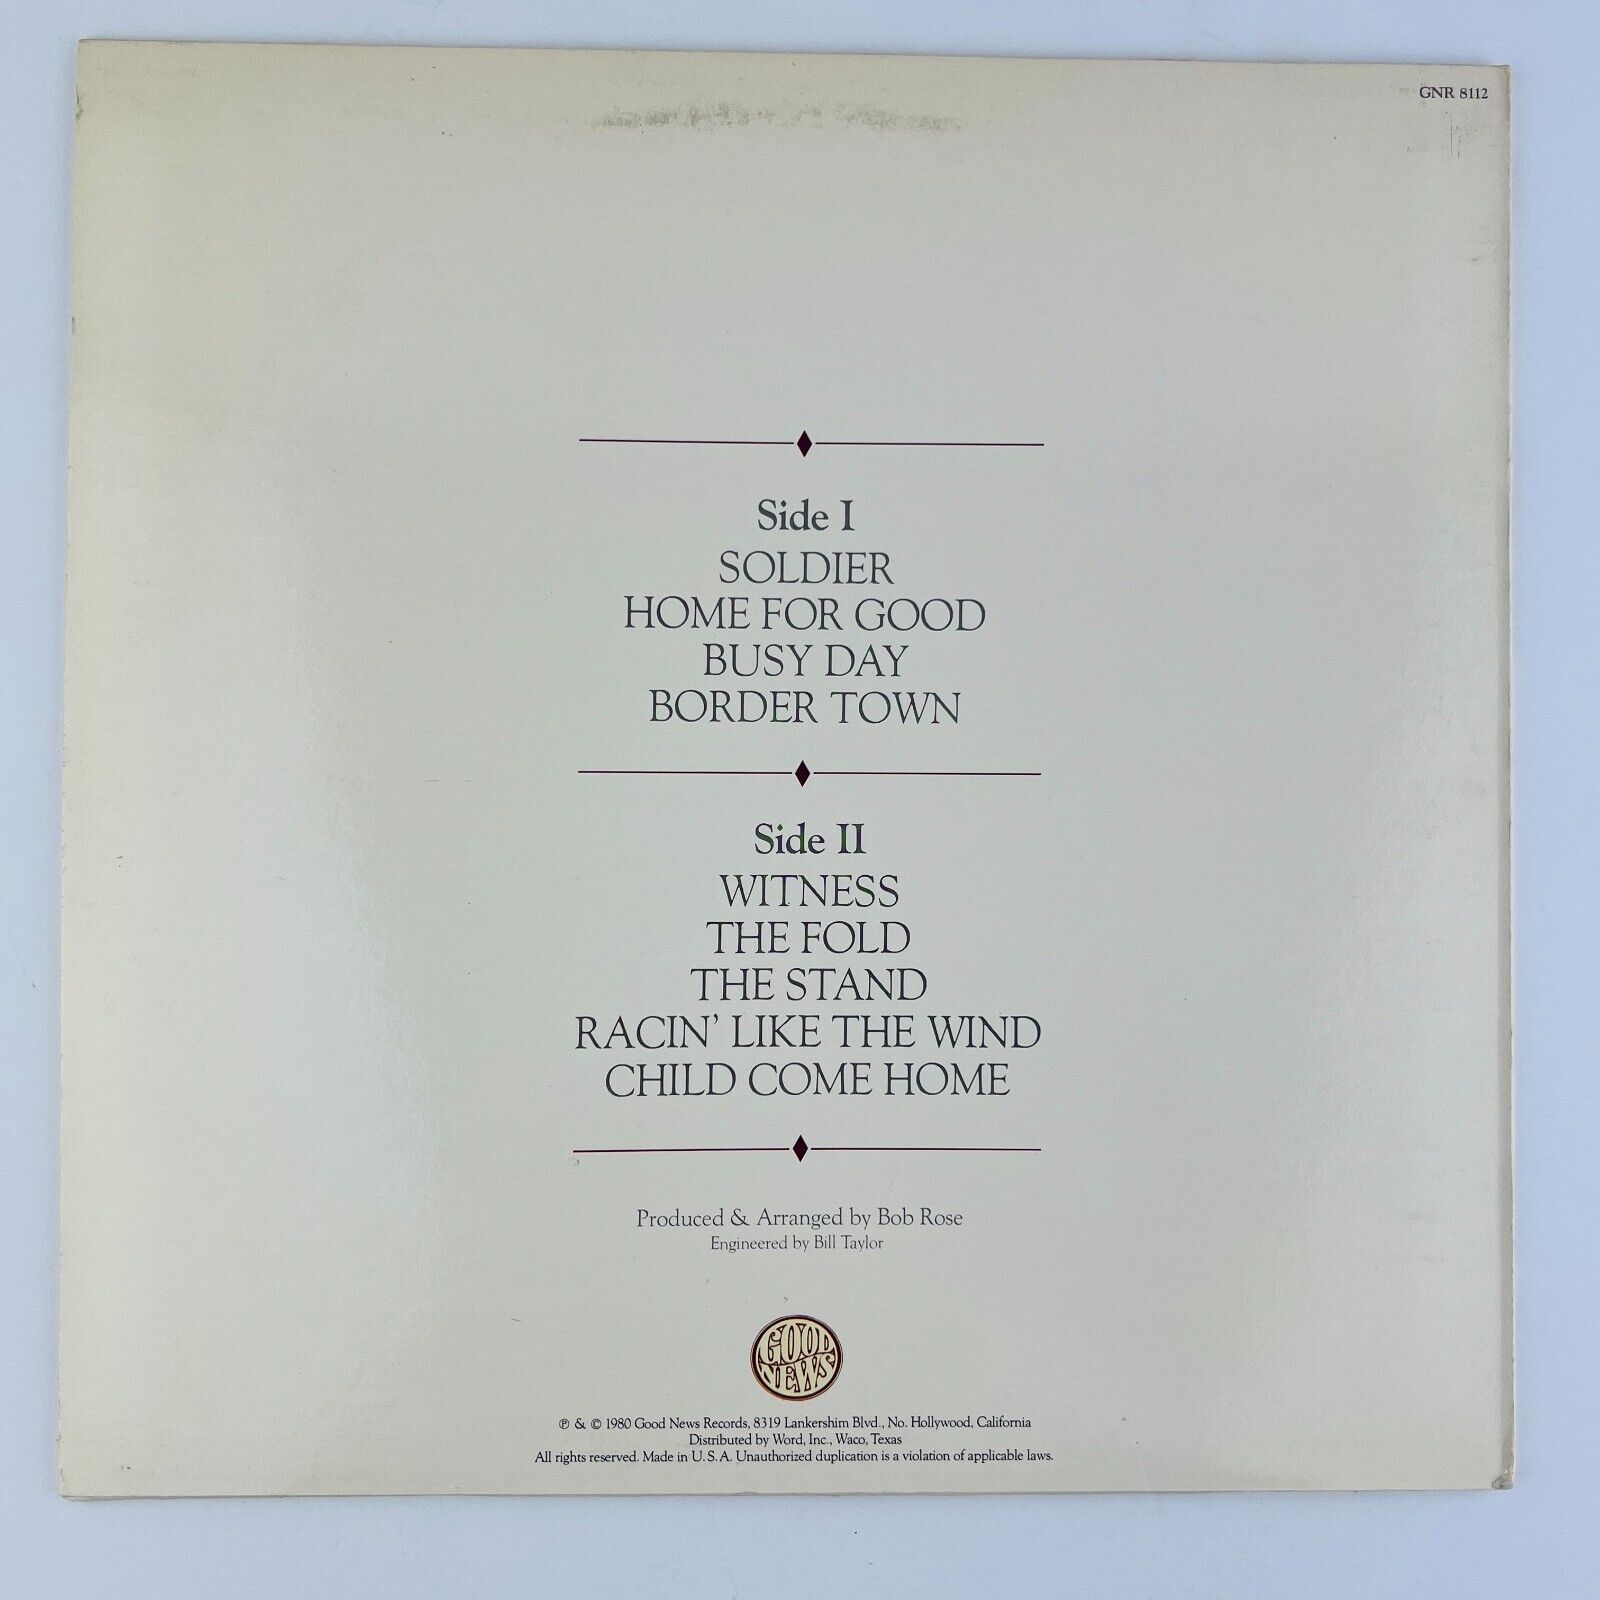 GNR 8112
Side I
SOLDIER
HOME FOR GOOD
BUSY DAY
BORDER TOWN
Side II
WITNESS
THE FOLD
THE STAND
RACIN' LIKE THE WIND
CHILD COME HOME
Produced & Arranged by Bob Rose
Engineered by Bill Taylor
GOOD
NEWS
℗ & © 1980 Good News Records, 8319 Lankershim Blvd., No. Hollywood, California
Distributed by Word, Inc., Waco, Texas
All rights reserved. Made in U. S. A. Unauthorized duplication is a violation of applicable laws.